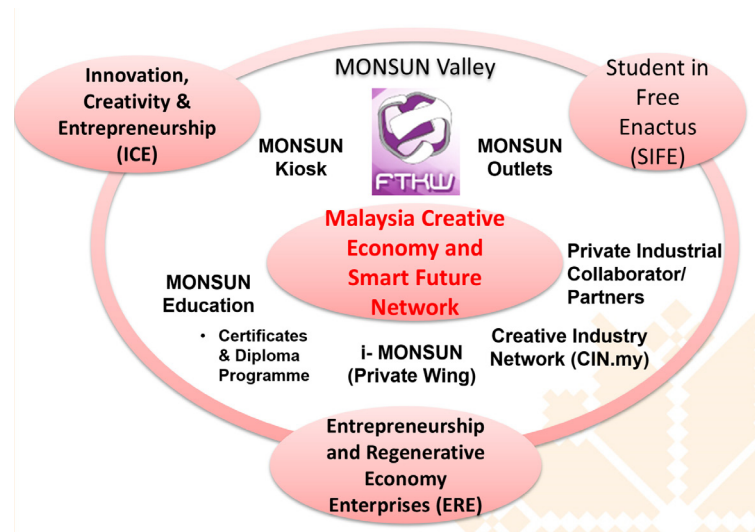 MONSUN Valley
Innovation,
Creativity &
Entrepreneurship
(ICE)
Student in
Free
Enactus
(SIFE)
MONSUN
Kiosk
FTKW
MONSUN
Outlets
Malaysia Creative
Economy and
Smart Future
Network
Private Industrial
Collaborator/
Partners
MONSUN
Education
• Certificates
& Diploma
Programme
i- MONSUN
(Private Wing)
Creative Industry
Network (CIN.my)
Entrepreneurship
and Regenerative
Economy
Enterprises (ERE)